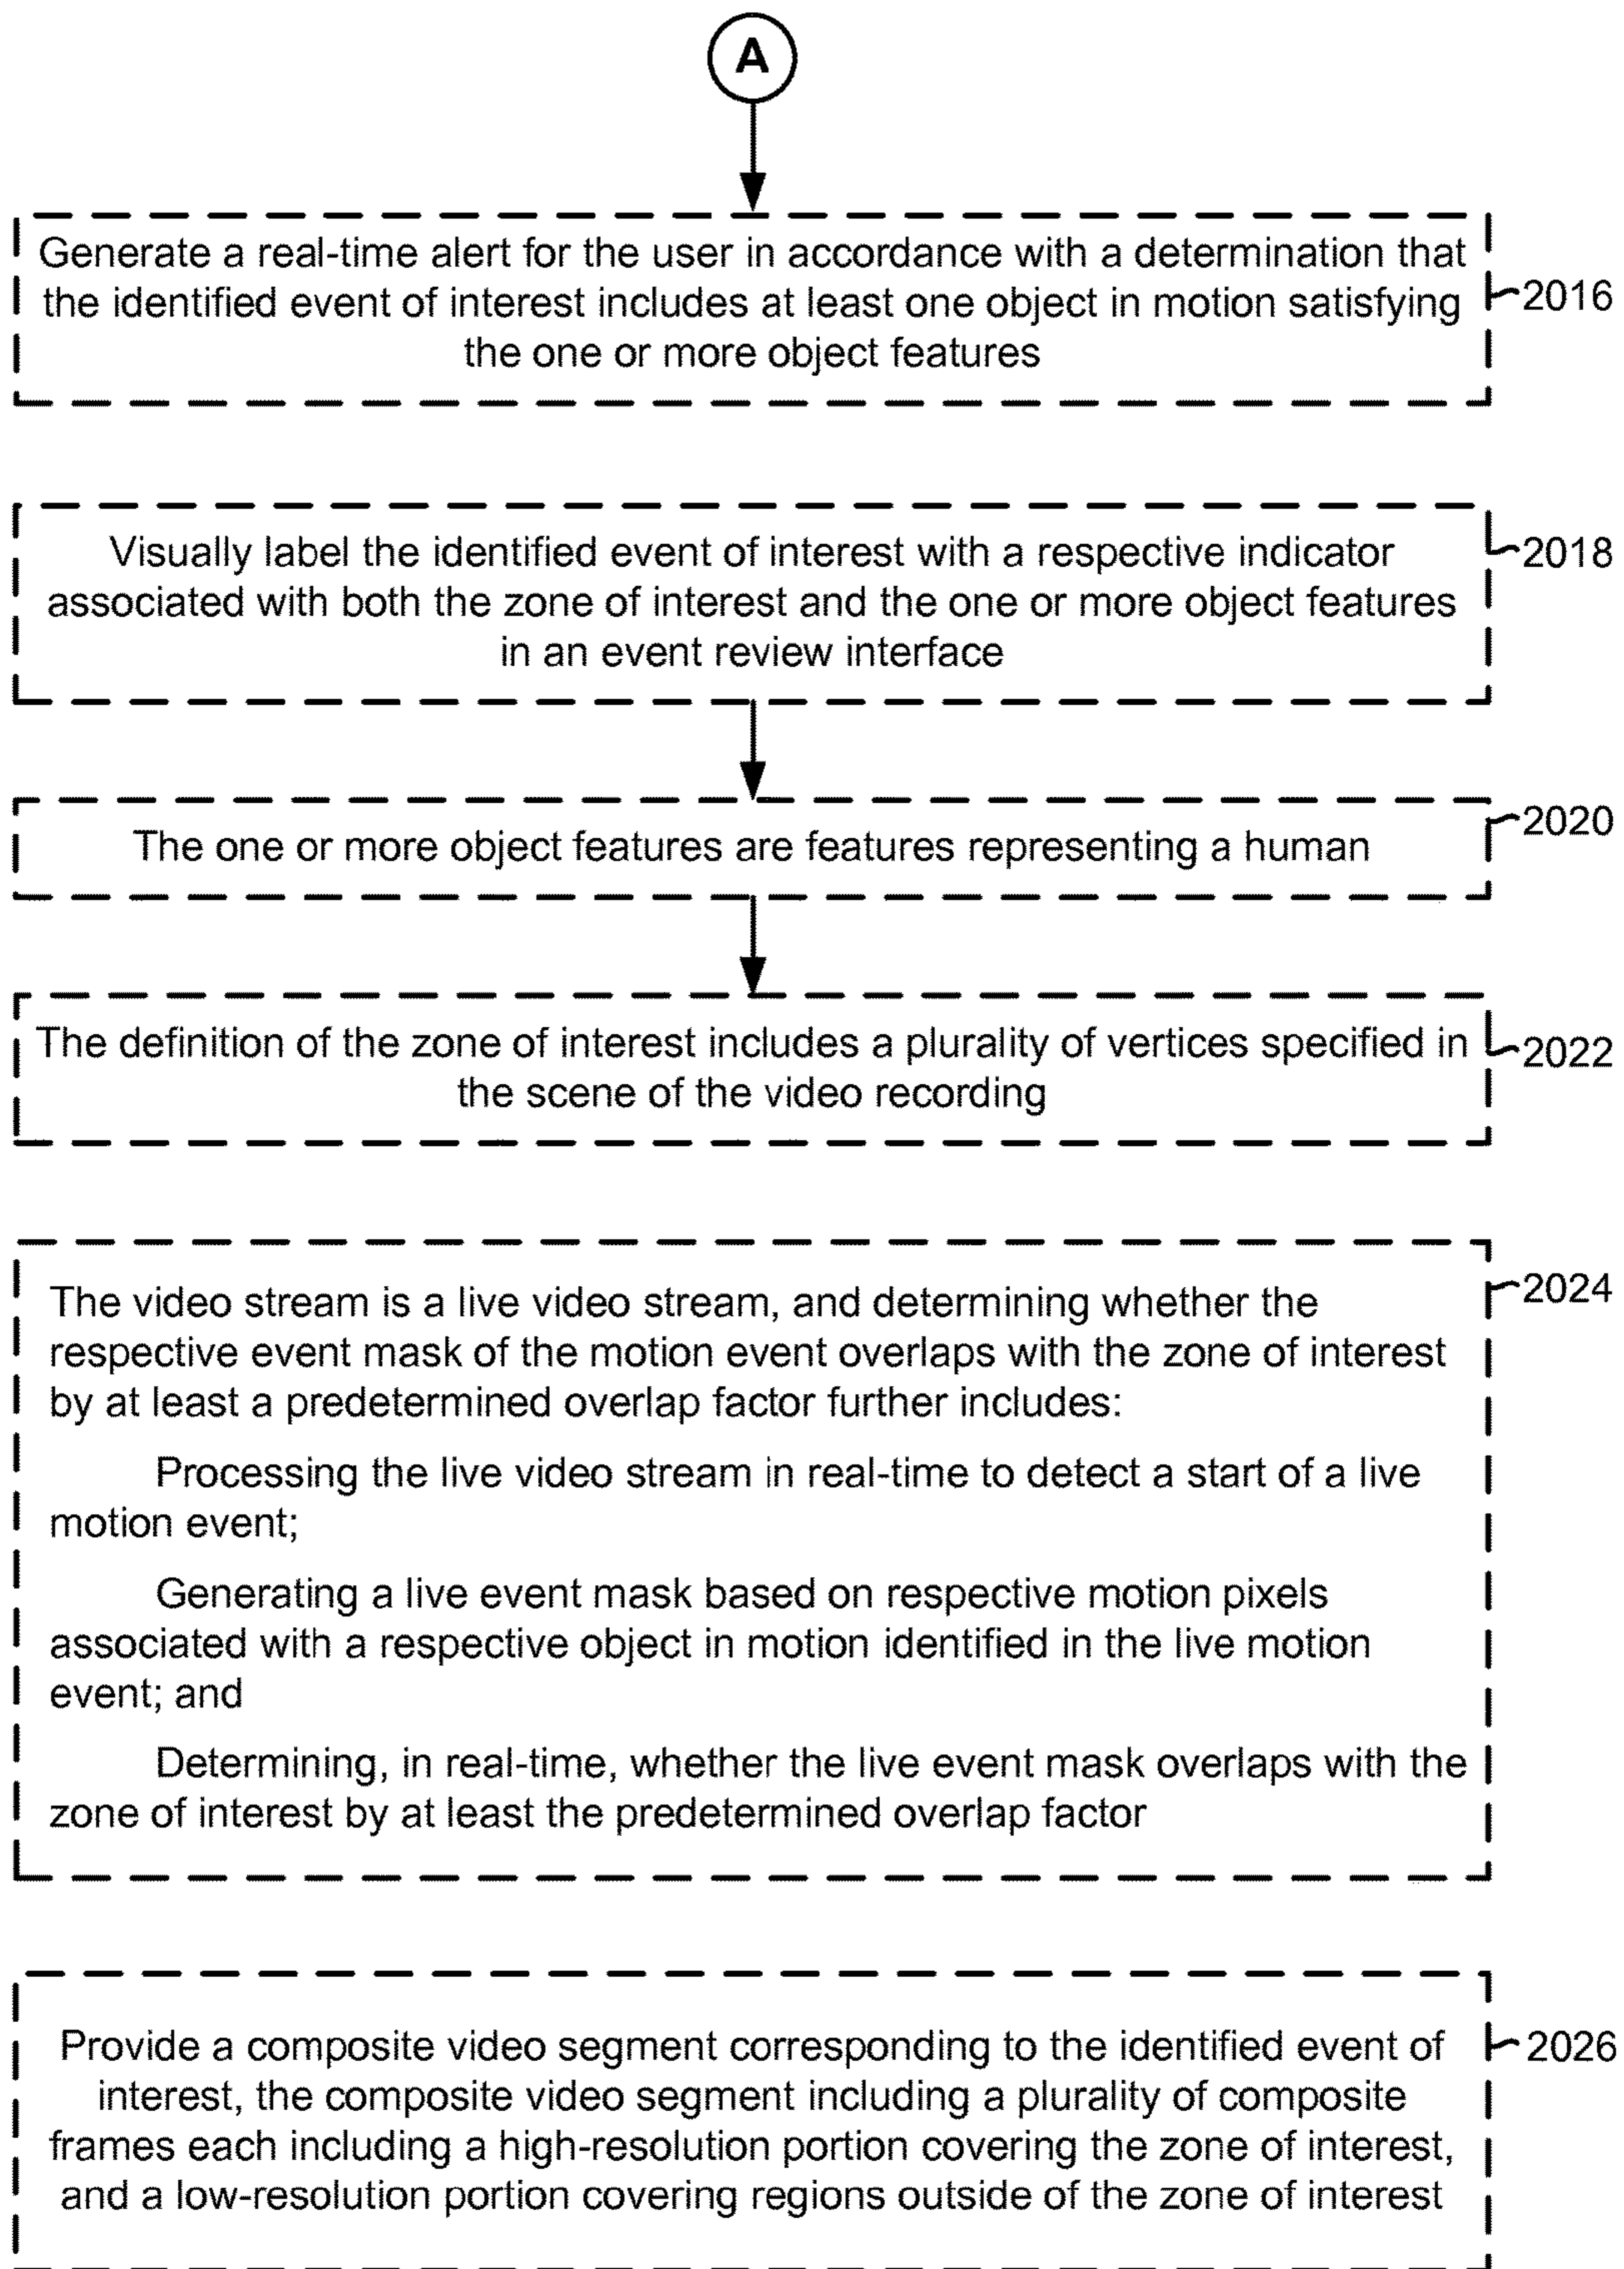 A
Generate a real-time alert for the user in accordance with a determination that
the identified event of interest includes at least one object in motion satisfying
the one or more object features
2016
Visually label the identified event of interest with a respective indicator
associated with both the zone of interest and the one or more object features
in an event review interface
2018
The one or more object features are features representing a human
2020
The definition of the zone of interest includes a plurality of vertices specified in
the scene of the video recording
2022
The video stream is a live video stream, and determining whether the
respective event mask of the motion event overlaps with the zone of interest
by at least a predetermined overlap factor further includes:
Processing the live video stream in real-time to detect a start of a live
motion event;
Generating a live event mask based on respective motion pixels
associated with a respective object in motion identified in the live motion
event; and
Determining, in real-time, whether the live event mask overlaps with the
zone of interest by at least the predetermined overlap factor
2024
Provide a composite video segment corresponding to the identified event of
interest, the composite video segment including a plurality of composite
frames each including a high-resolution portion covering the zone of interest,
and a low-resolution portion covering regions outside of the zone of interest
2026